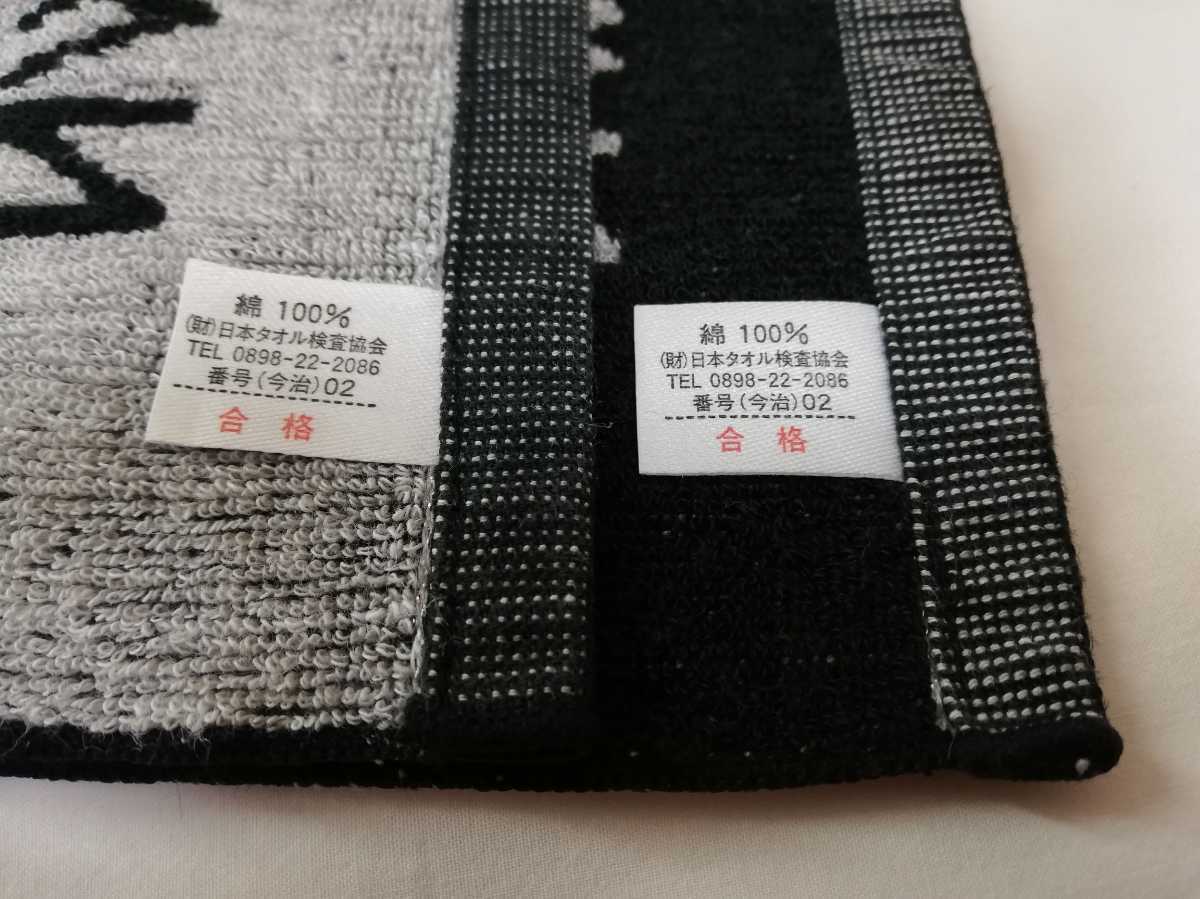 綿 100%
(財)日本タオル検査協会
TEL 0898-22-2086
番号(今治)02
合格
綿 100%
(財)日本タオル検査協会
TEL 0898-22-2086
番号(今治)02
合格